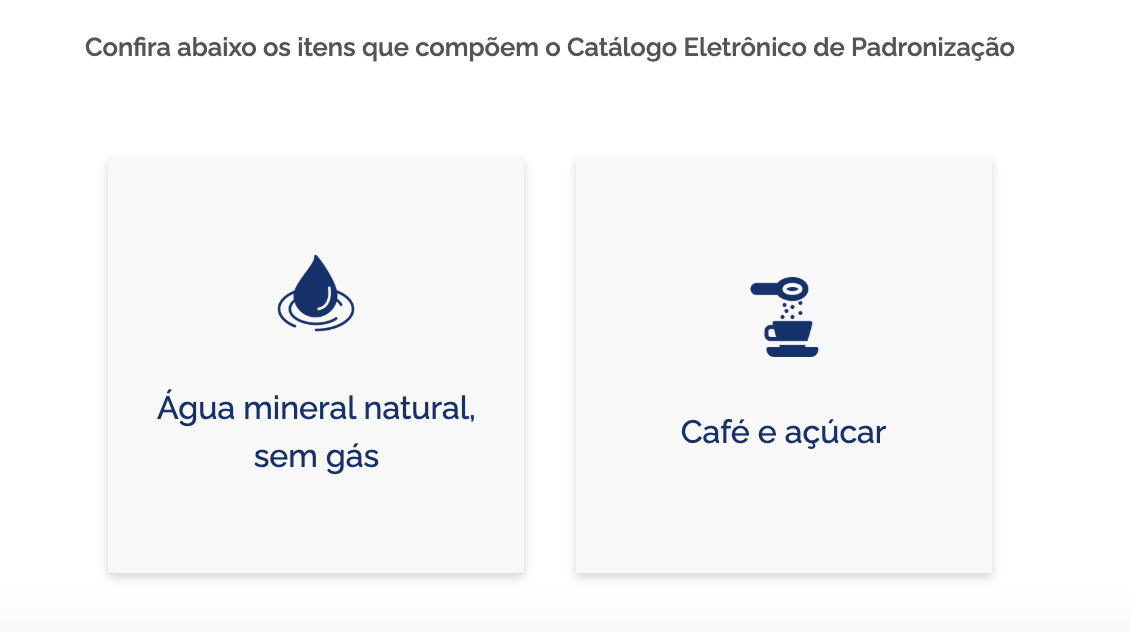 Confira abaixo os itens que compõem o Catálogo Eletrônico de Padronização
Água mineral natural,
sem gás
Café e açúcar